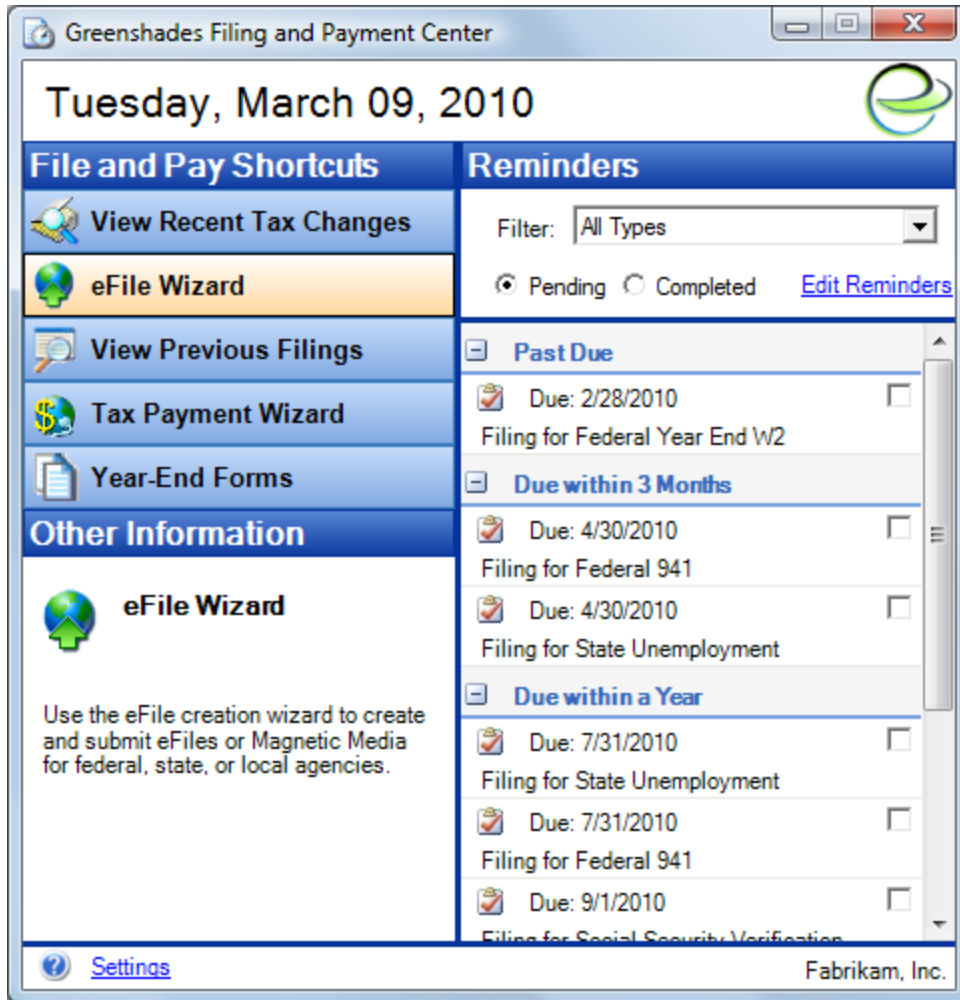 Greenshades Filing and Payment Center
Tuesday, March 09, 2010
File and Pay Shortcuts
View Recent Tax Changes
eFile Wizard
View Previous Filings
Tax Payment Wizard
Year-End Forms
Other Information
eFile Wizard
Use the eFile creation wizard to create
and submit eFiles or Magnetic Media
for federal, state, or local agencies.
Reminders
Filter: All Types
Pending Completed Edit Reminders
Past Due
Due: 2/28/2010
Filing for Federal Year End W2
Due within 3 Months
Due: 4/30/2010
Filing for Federal 941
Due: 4/30/2010
Filing for State Unemployment
Due within a Year
Due: 7/31/2010
Filing for State Unemployment
Due: 7/31/2010
Filing for Federal 941
Due: 9/1/2010
Filing for Social Security Verification
Settings
Fabrikam, Inc.